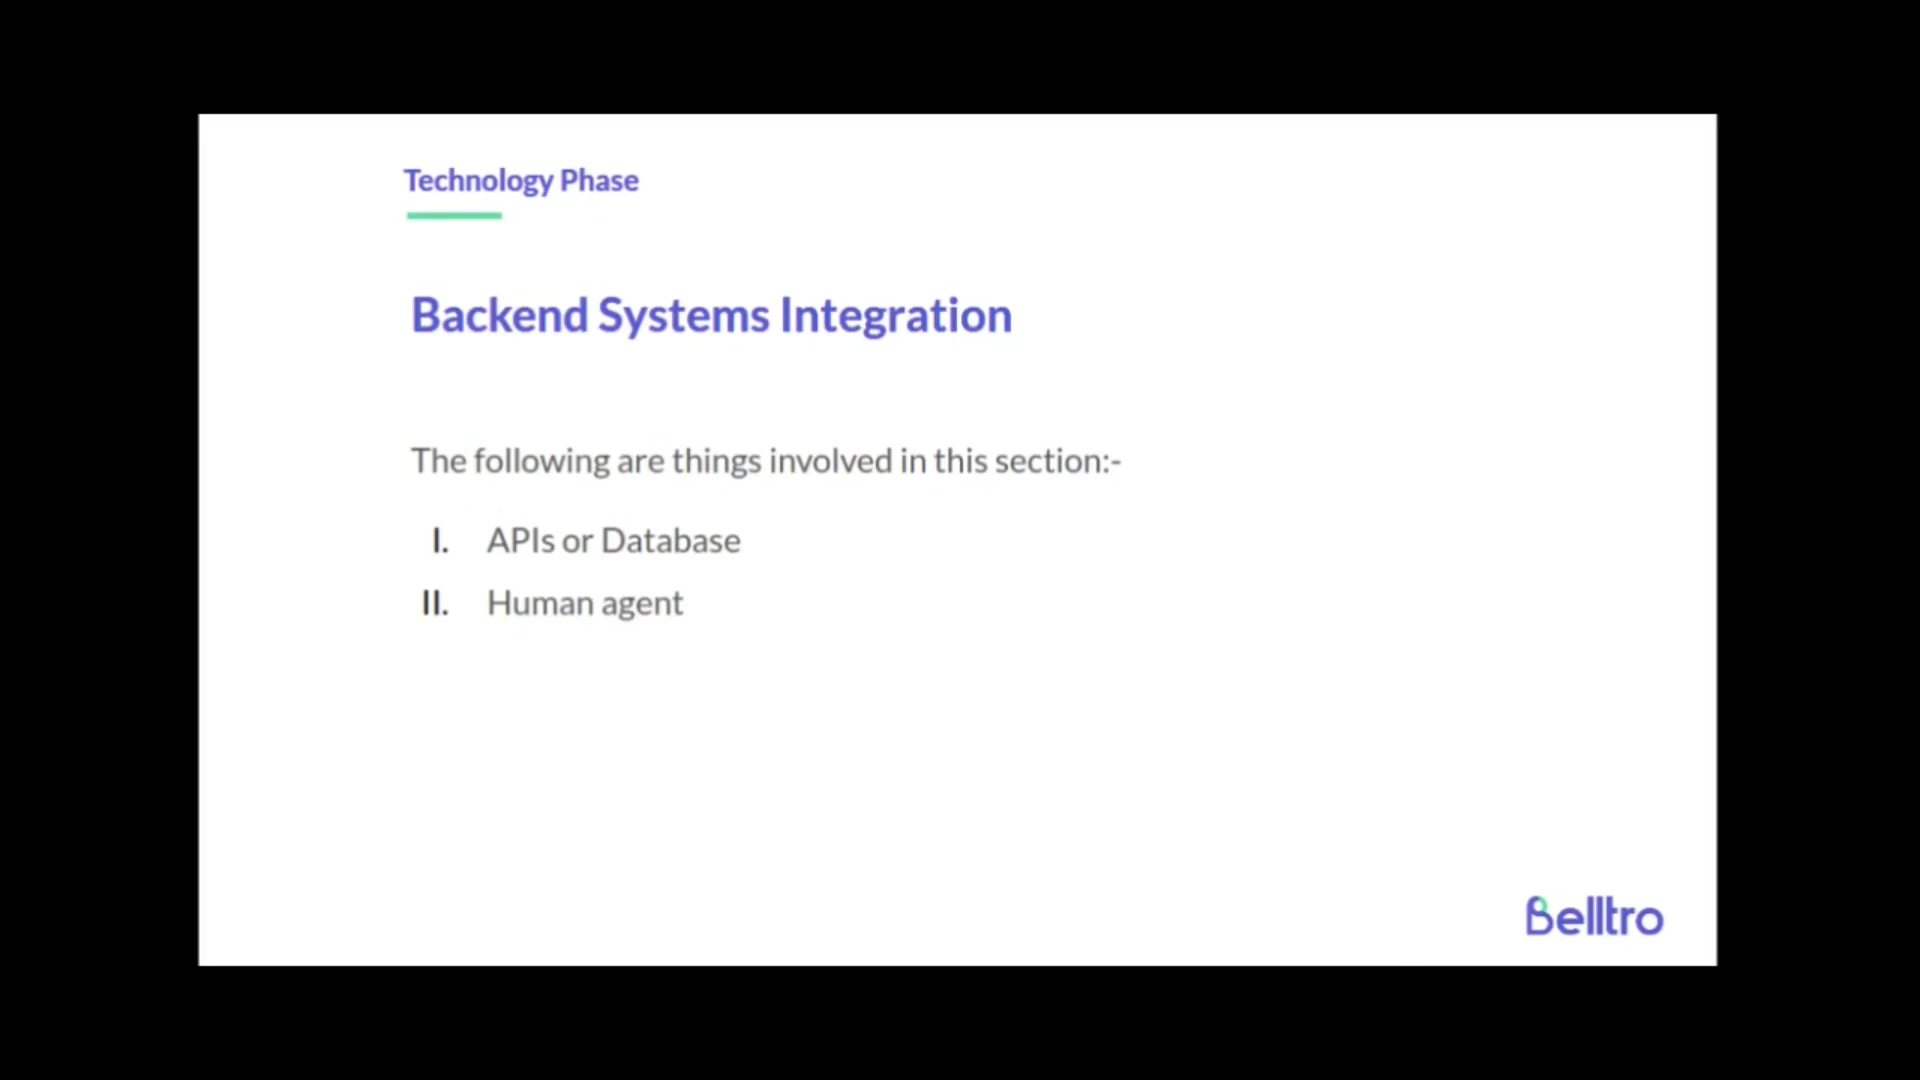 Technology Phase
Backend Systems Integration
The following are things involved in this section:-
I. APIs or Database
II. Human agent
Belltro